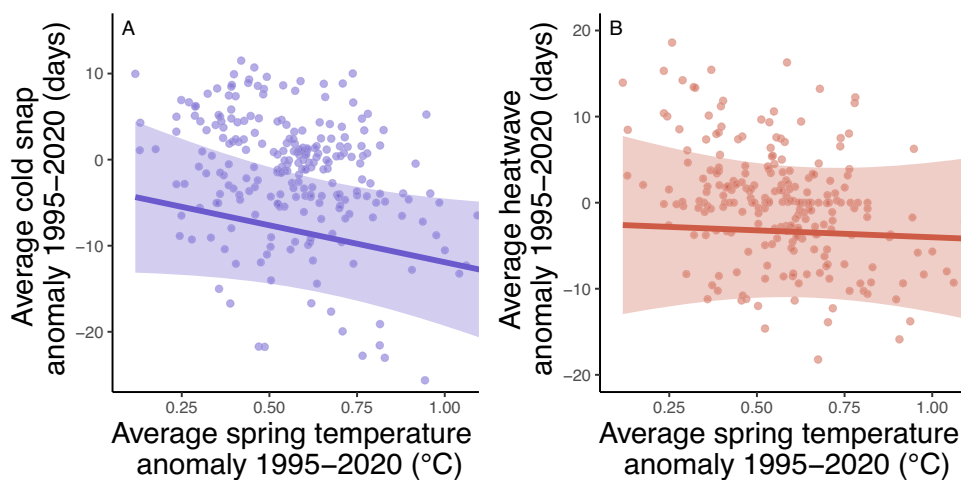 A
Average cold snap
anomaly 1995−2020 (days)
10
0
−10
−20
0.25
0.50
0.75
1.00
Average spring temperature
anomaly 1995−2020 (°C)
B
Average heatwave
anomaly 1995−2020 (days)
20
10
0
−10
−20
0.25
0.50
0.75
1.00
Average spring temperature
anomaly 1995−2020 (°C)